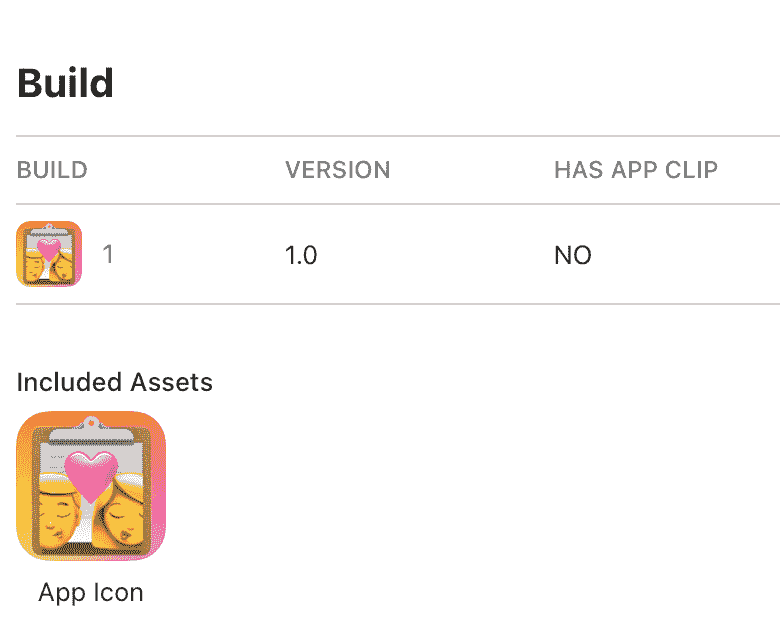 Build
BUILD VERSION HAS APP CLIP
1 1.0 NO
Included Assets
App Icon